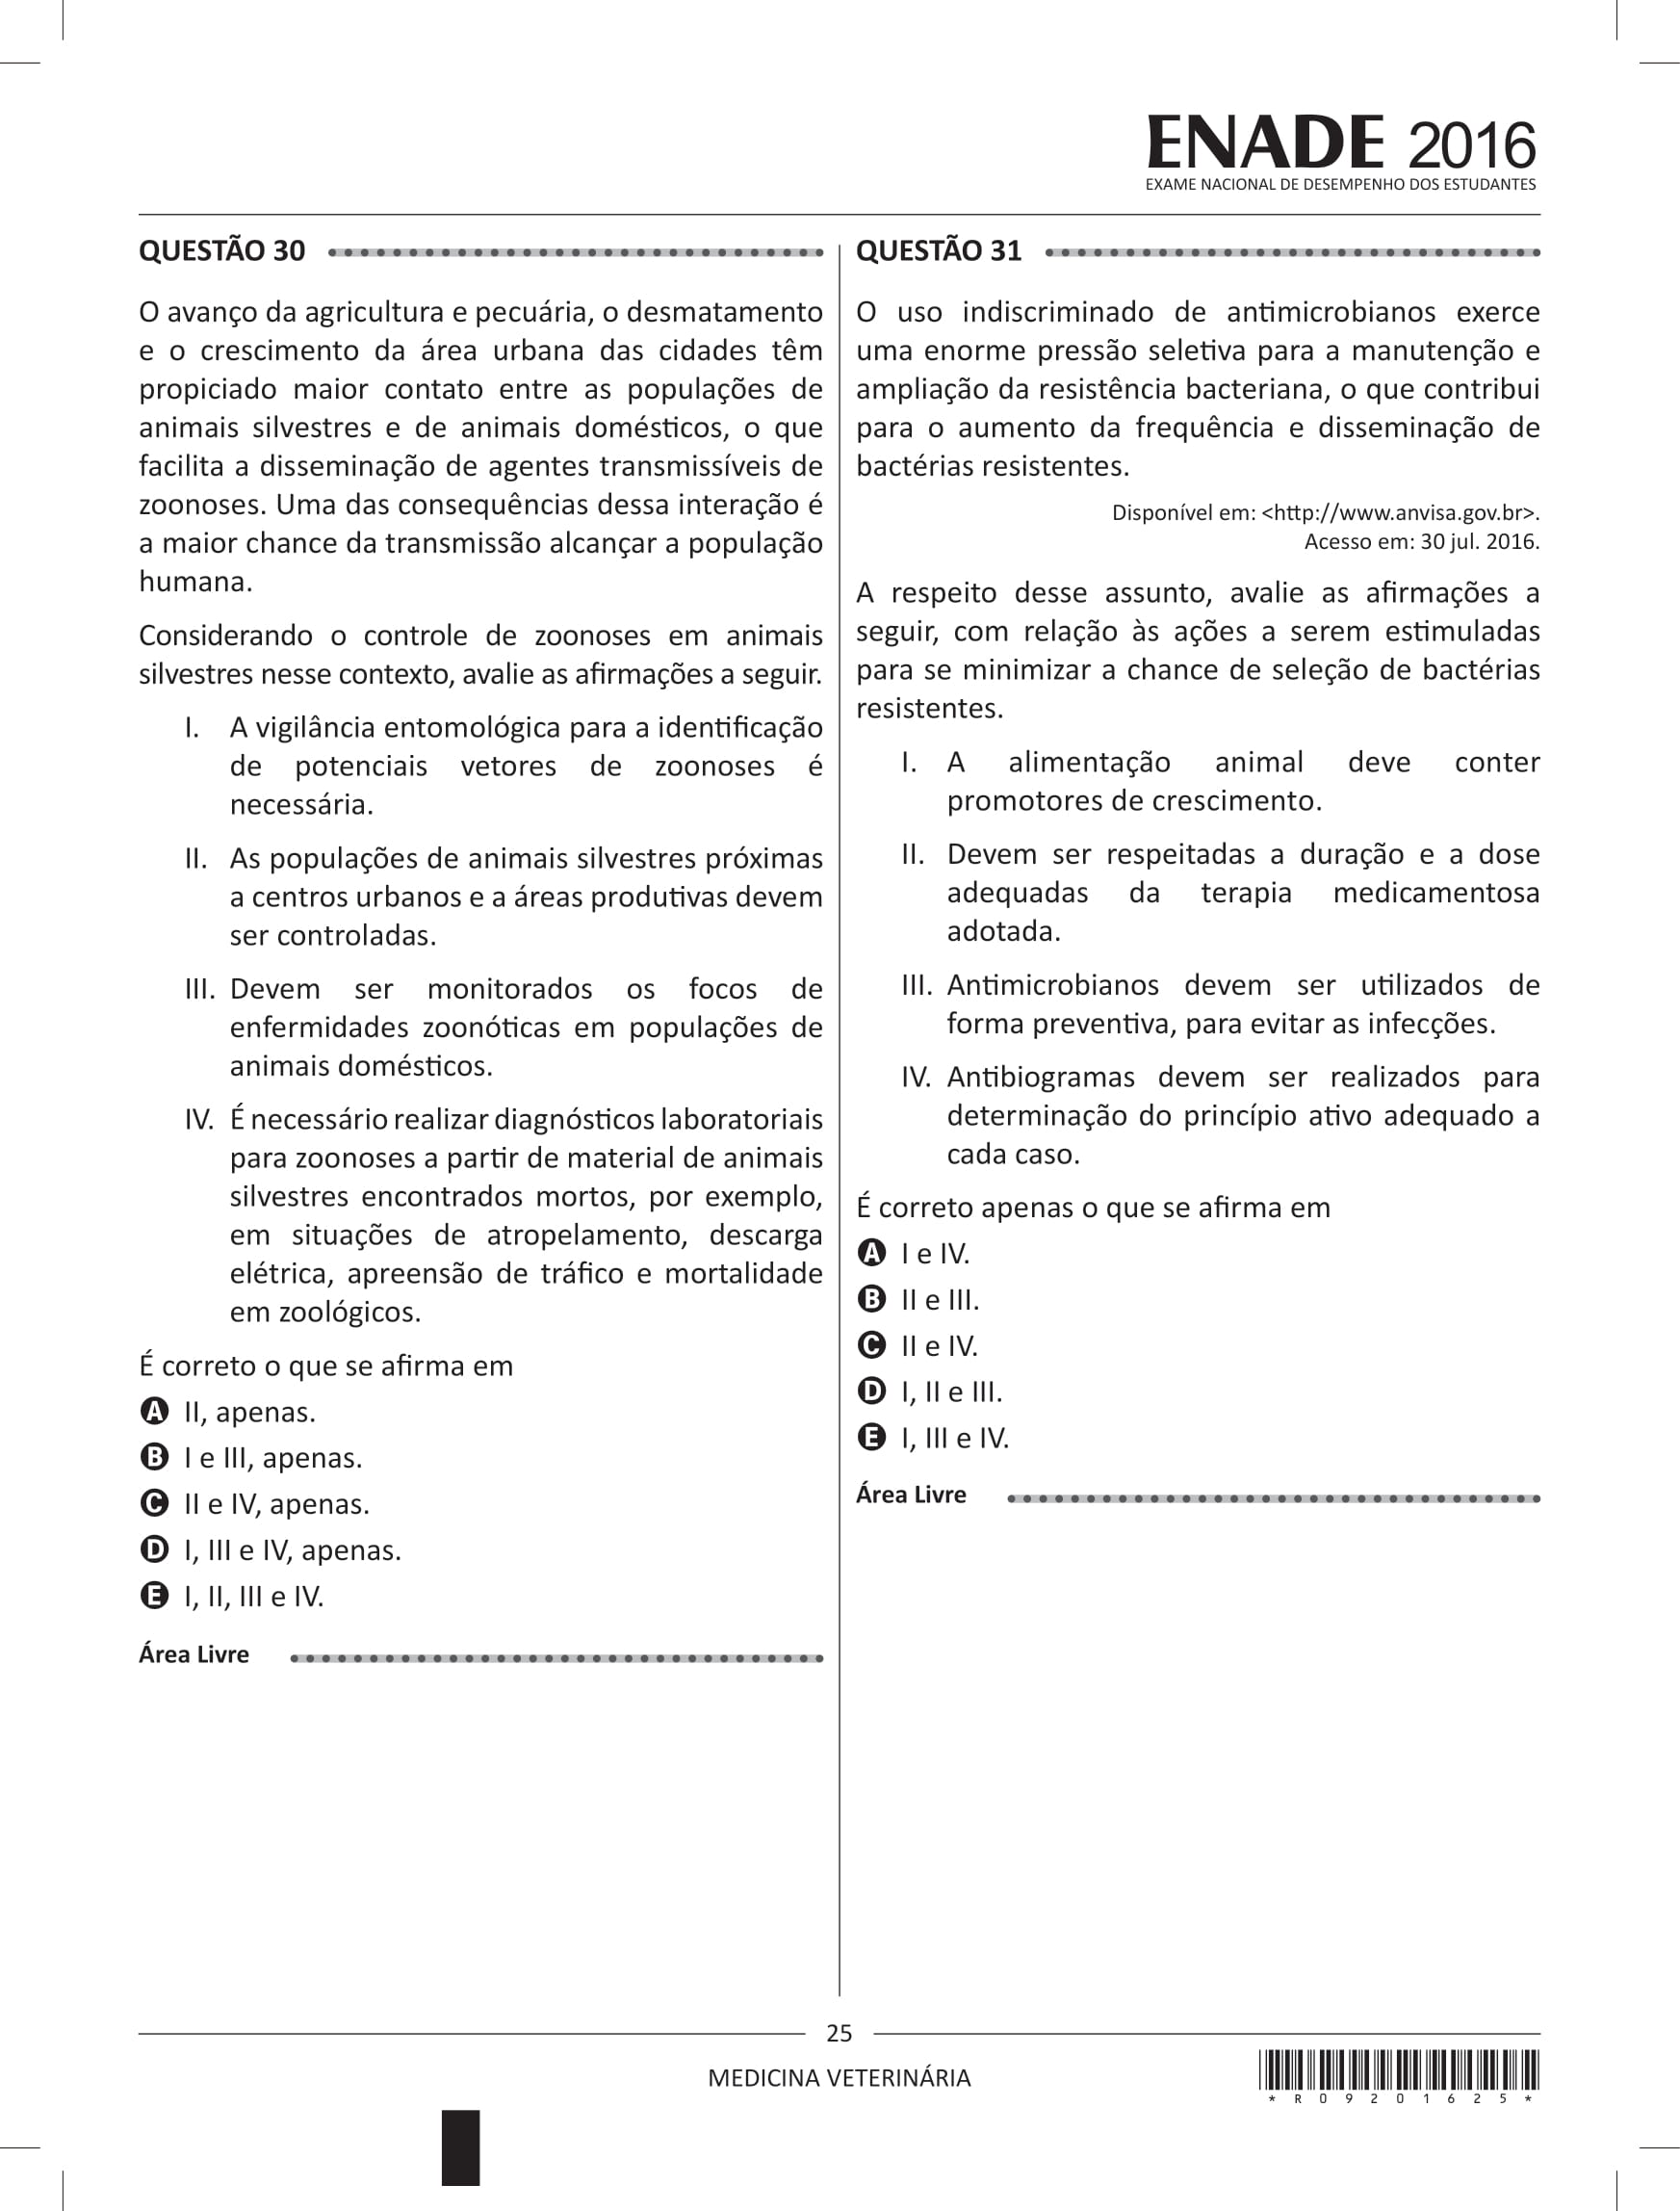 ENADE 2016
EXAME NACIONAL DE DESEMPENHO DOS ESTUDANTES
QUESTÃO 30
O avanço da agricultura e pecuária, o desmatamento
e o crescimento da área urbana das cidades têm
propiciado maior contato entre as populações de
animais silvestres e de animais domésticos, o que
facilita a disseminação de agentes transmissíveis de
zoonoses. Uma das consequências dessa interação é
a maior chance da transmissão alcançar a população
humana.
Considerando o controle de zoonoses em animais
silvestres nesse contexto, avalie as afirmações a seguir.
I. A vigilância entomológica para a identificação
de potenciais vetores de zoonoses é
necessária.
II. As populações de animais silvestres próximas
a centros urbanos e a áreas produtivas devem
ser controladas.
III. Devem ser monitorados os focos de
enfermidades zoonóticas em populações de
animais domésticos.
IV. É necessário realizar diagnósticos laboratoriais
para zoonoses a partir de material de animais
silvestres encontrados mortos, por exemplo,
em situações de atropelamento, descarga
elétrica, apreensão de tráfico e mortalidade
em zoológicos.
É correto o que se afirma em
A II, apenas.
B I e III, apenas.
C II e IV, apenas.
D I, III e IV, apenas.
E I, II, III e IV.
Área Livre
QUESTÃO 31
O uso indiscriminado de antimicrobianos exerce
uma enorme pressão seletiva para a manutenção e
ampliação da resistência bacteriana, o que contribui
para o aumento da frequência e disseminação de
bactérias resistentes.
Disponível em: <http://www.anvisa.gov.br>.
Acesso em: 30 jul. 2016.
A respeito desse assunto, avalie as afirmações a
seguir, com relação às ações a serem estimuladas
para se minimizar a chance de seleção de bactérias
resistentes.
I. A alimentação animal deve conter
promotores de crescimento.
II. Devem ser respeitadas a duração e a dose
adequadas da terapia medicamentosa
adotada.
III. Antimicrobianos devem ser utilizados de
forma preventiva, para evitar as infecções.
IV. Antibiogramas devem ser realizados para
determinação do princípio ativo adequado a
cada caso.
É correto apenas o que se afirma em
A I e IV.
B II e III.
C II e IV.
D I, II e III.
E I, III e IV.
Área Livre
25
MEDICINA VETERINÁRIA
* R 0 9 2 0 1 6 2 5 *